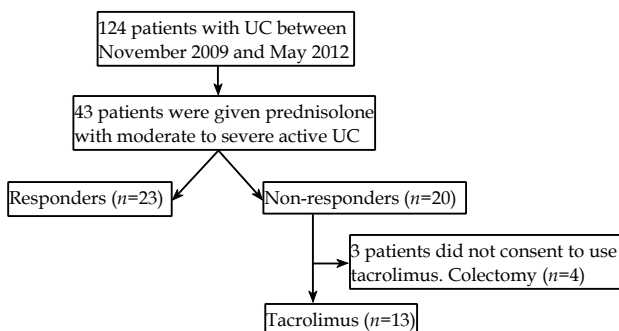 124 patients with UC between
November 2009 and May 2012
43 patients were given prednisolone
with moderate to severe active UC
Responders (n=23)
Non-responders (n=20)
3 patients did not consent to use
tacrolimus. Colectomy (n=4)
Tacrolimus (n=13)